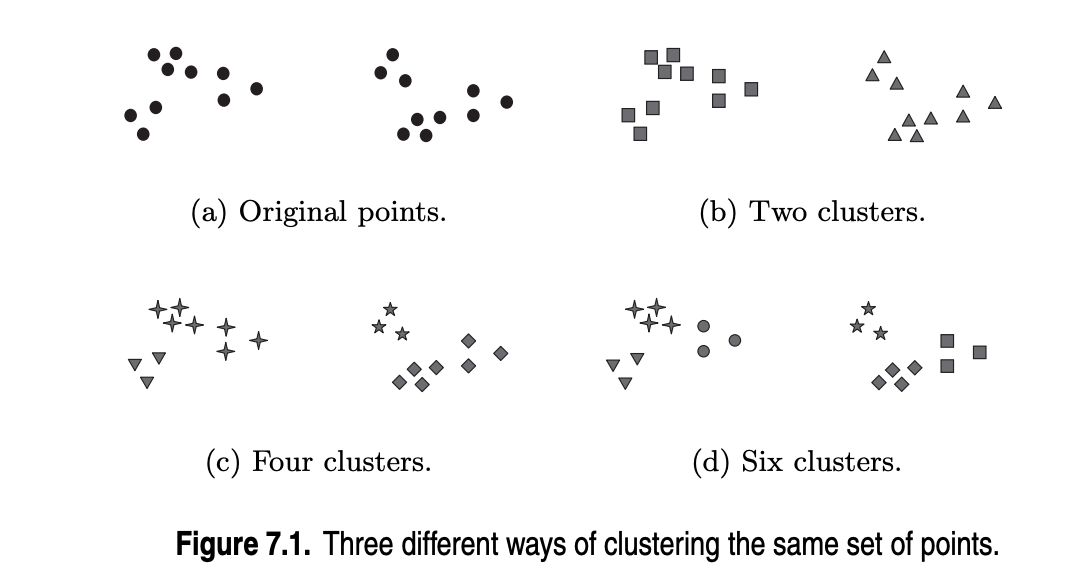 (a) Original points.
(b) Two clusters.
(c) Four clusters.
(d) Six clusters.
Figure 7.1. Three different ways of clustering the same set of points.